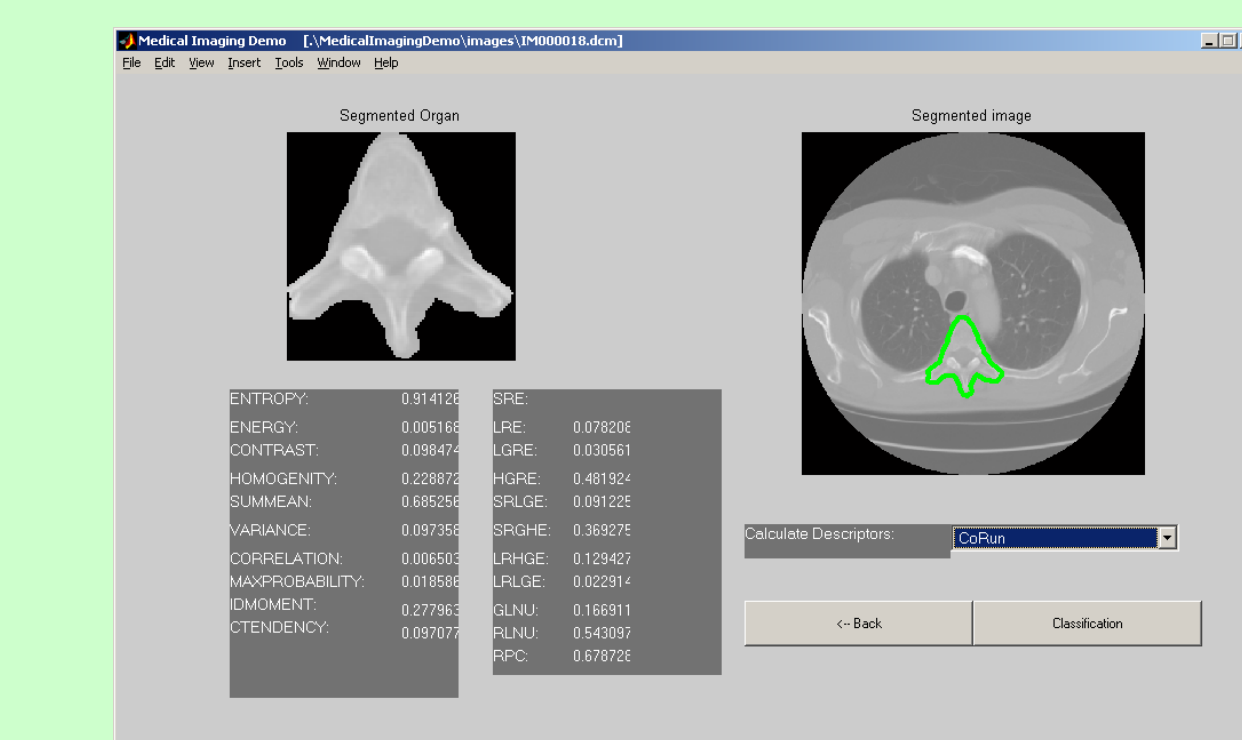 Medical Imaging Demo [.\MedicalImagingDemo\images\IM000018.dcm]
File Edit View Insert Tools Window Help
Segmented Organ
Segmented image
ENTROPY: 0.914126
ENERGY: 0.005168
CONTRAST: 0.098474
HOMOGENITY: 0.228872
SUMMEAN: 0.685256
VARIANCE: 0.097358
CORRELATION: 0.006503
MAXPROBABILITY: 0.018586
IDMOMENT: 0.277963
CTENDENCY: 0.097077
SRE:
LRE: 0.078208
LGRE: 0.030561
HGRE: 0.481924
SRLGE: 0.091225
SRGHE: 0.369275
LRHGE: 0.129427
LRLGE: 0.022914
GLNU: 0.166911
RLNU: 0.543097
RPC: 0.678728
Calculate Descriptors: CoRun
<-- Back
Classification